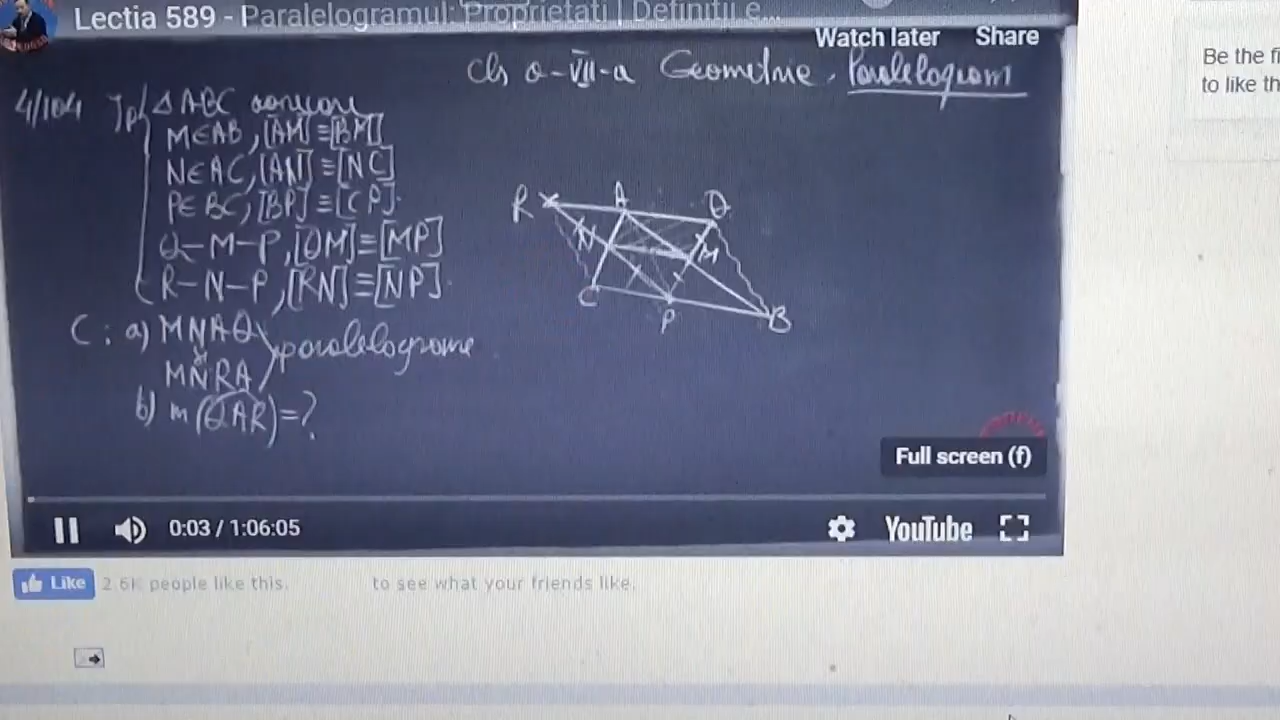 Lectia 589 - Paralelogramul: Proprietati | Definitii e...
Watch later Share
Be the fi
to like th
Cls a-VII-a Geometrie. Paralelogram
4/104 Ip △ABC oarecare
M∈AB, [AM]≡[BM]
N∈AC, [AN]≡[NC]
P∈BC, [BP]≡[CP].
Q-M-P, [QM]≡[MP]
R-N-P, [RN]≡[NP].
R A Q
N M
C P B
C: a) MNAQ
și
MNRA
paralelograme
b) m(QAR)=?
Full screen (f)
0:03 / 1:06:05
YouTube
Like 2.6K people like this. to see what your friends like.